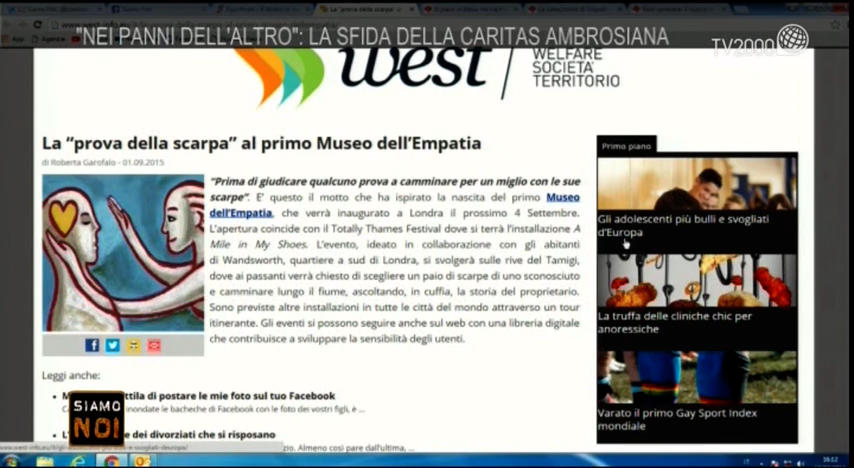 "NEI PANNI DELL'ALTRO": LA SFIDA DELLA CARITAS AMBROSIANA
TV2000
west
WELFARE
SOCIETÀ
TERRITORIO
La “prova della scarpa” al primo Museo dell’Empatia
di Roberta Garofalo - 01.09.2015
“Prima di giudicare qualcuno prova a camminare per un miglio con le sue
scarpe”. E' questo il motto che ha ispirato la nascita del primo Museo
dell’Empatia, che verrà inaugurato a Londra il prossimo 4 Settembre.
L'apertura coincide con il Totally Thames Festival dove si terrà l'installazione A
Mile in My Shoes. L'evento, ideato in collaborazione con gli abitanti
di Wandsworth, quartiere a sud di Londra, si svolgerà sulle rive del Tamigi,
dove ai passanti verrà chiesto di scegliere un paio di scarpe di uno sconosciuto
e camminare lungo il fiume, ascoltando, in cuffia, la storia del proprietario.
Sono previste altre installazioni in tutte le città del mondo attraverso un tour
itinerante. Gli eventi si possono seguire anche sul web con una libreria digitale
che contribuisce a sviluppare la sensibilità degli utenti.
Primo piano
Gli adolescenti più bulli e svogliati
d’Europa
La truffa delle cliniche chic per
anoressiche
Varato il primo Gay Sport Index
mondiale
Leggi anche:
ttila di postare le mie foto sul tuo Facebook
inondate le bacheche di Facebook con le foto dei vostri figli, è ...
dei divorziati che si risposano
Almeno così pare dall'ultima, ...
SIAMO
NOI
16:12